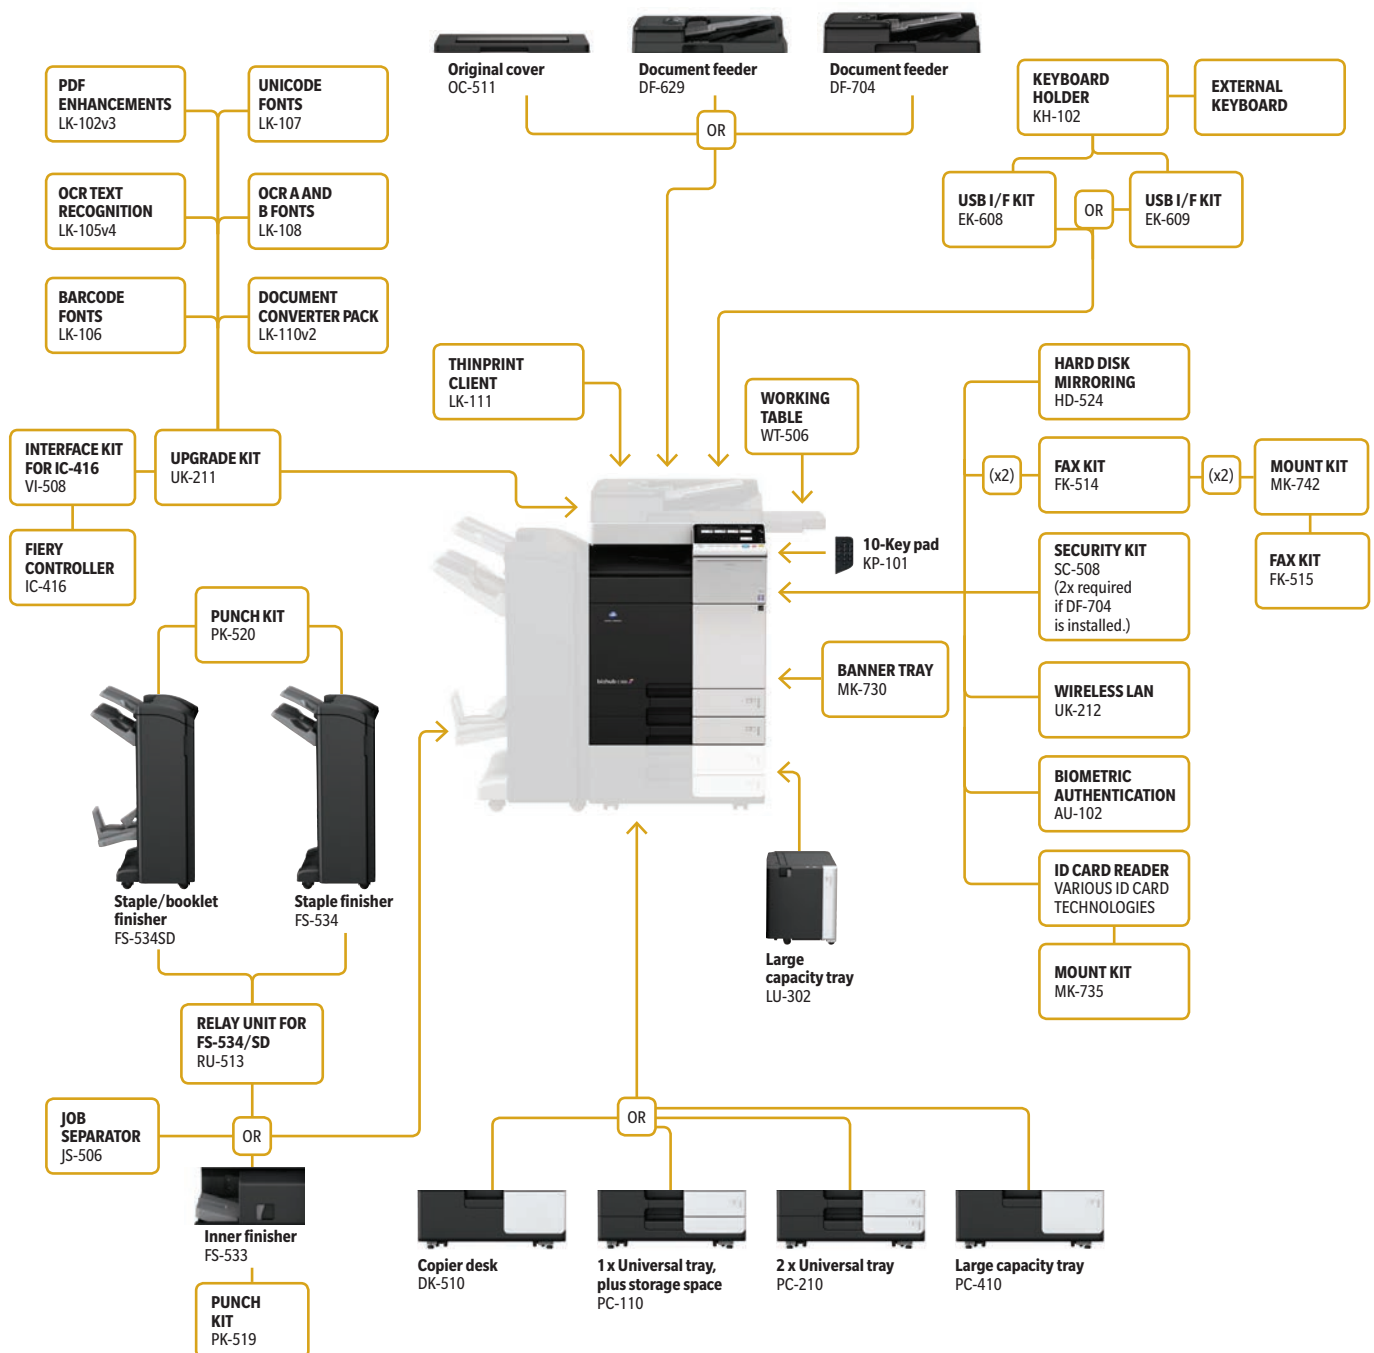 Original cover
OC-511
Document feeder
DF-629
Document feeder
DF-704
OR
PDF
ENHANCEMENTS
LK-102v3
UNICODE
FONTS
LK-107
OCR TEXT
RECOGNITION
LK-105v4
OCR A AND
B FONTS
LK-108
BARCODE
FONTS
LK-106
DOCUMENT
CONVERTER PACK
LK-110v2
KEYBOARD
HOLDER
KH-102
EXTERNAL
KEYBOARD
USB I/F KIT
EK-608
OR
USB I/F KIT
EK-609
THINPRINT
CLIENT
LK-111
WORKING
TABLE
WT-506
INTERFACE KIT
FOR IC-416
VI-508
UPGRADE KIT
UK-211
FIERY
CONTROLLER
IC-416
10-Key pad
KP-101
BANNER TRAY
MK-730
HARD DISK
MIRRORING
HD-524
(x2)
FAX KIT
FK-514
(x2)
MOUNT KIT
MK-742
FAX KIT
FK-515
SECURITY KIT
SC-508
(2x required
if DF-704
is installed.)
WIRELESS LAN
UK-212
BIOMETRIC
AUTHENTICATION
AU-102
ID CARD READER
VARIOUS ID CARD
TECHNOLOGIES
MOUNT KIT
MK-735
PUNCH KIT
PK-520
Staple/booklet
finisher
FS-534SD
Staple finisher
FS-534
Large
capacity tray
LU-302
RELAY UNIT FOR
FS-534/SD
RU-513
JOB
SEPARATOR
JS-506
OR
Inner finisher
FS-533
PUNCH
KIT
PK-519
OR
Copier desk
DK-510
1 x Universal tray,
plus storage space
PC-110
2 x Universal tray
PC-210
Large capacity tray
PC-410
bizhub